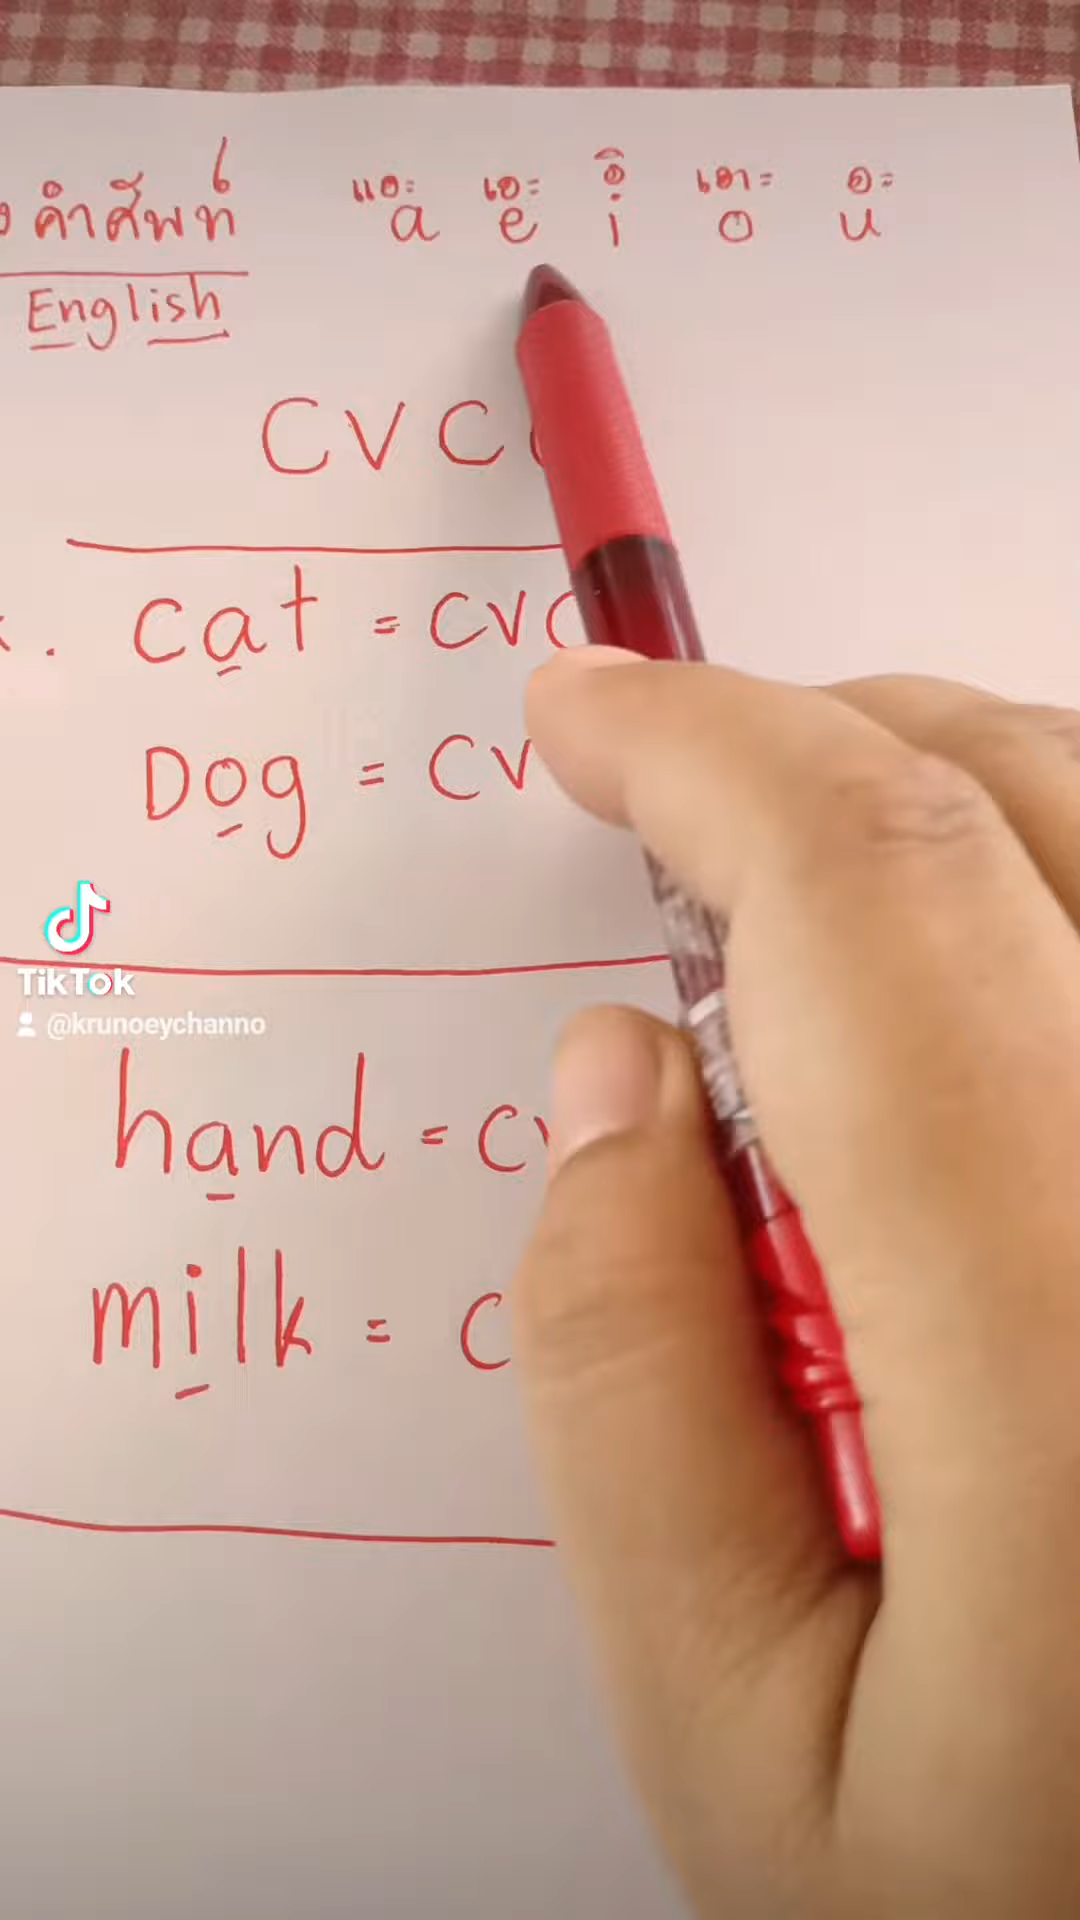 คำศัพท์
แอะ เอะ อิ เอาะ อะ
a e i o u
English
CVC
cat = CVC
Dog = CV
TikTok
@krunoeychanno
hand = C
milk = C